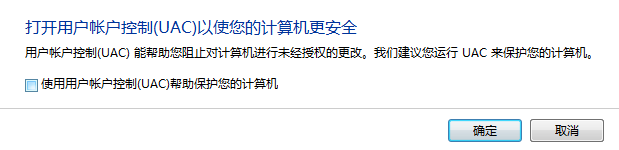 打开用户帐户控制(UAC)以使您的计算机更安全
用户帐户控制(UAC) 能帮助您阻止对计算机进行未经授权的更改。我们建议您运行 UAC 来保护您的计算机。
使用用户帐户控制(UAC)帮助保护您的计算机
确定 取消